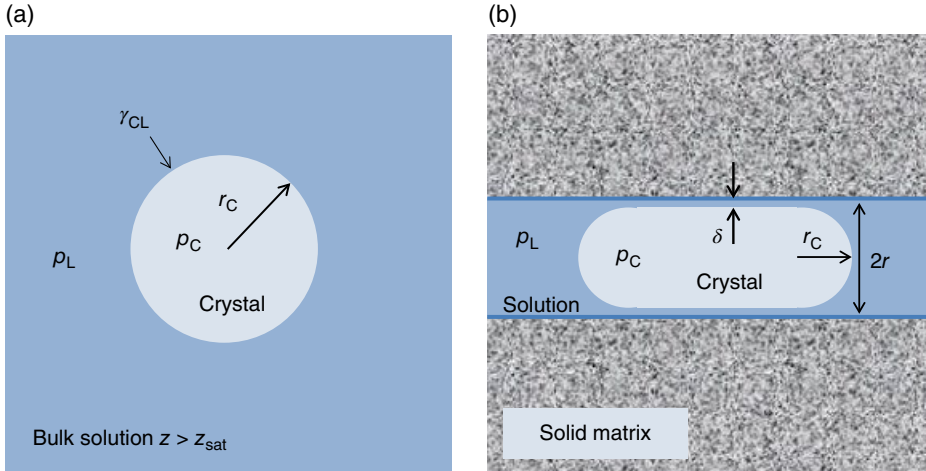 (a)
γCL
rC
pC
pL
Crystal
Bulk solution z > zsat
(b)
pL
pC
δ
rC
2r
Crystal
Solution
Solid matrix